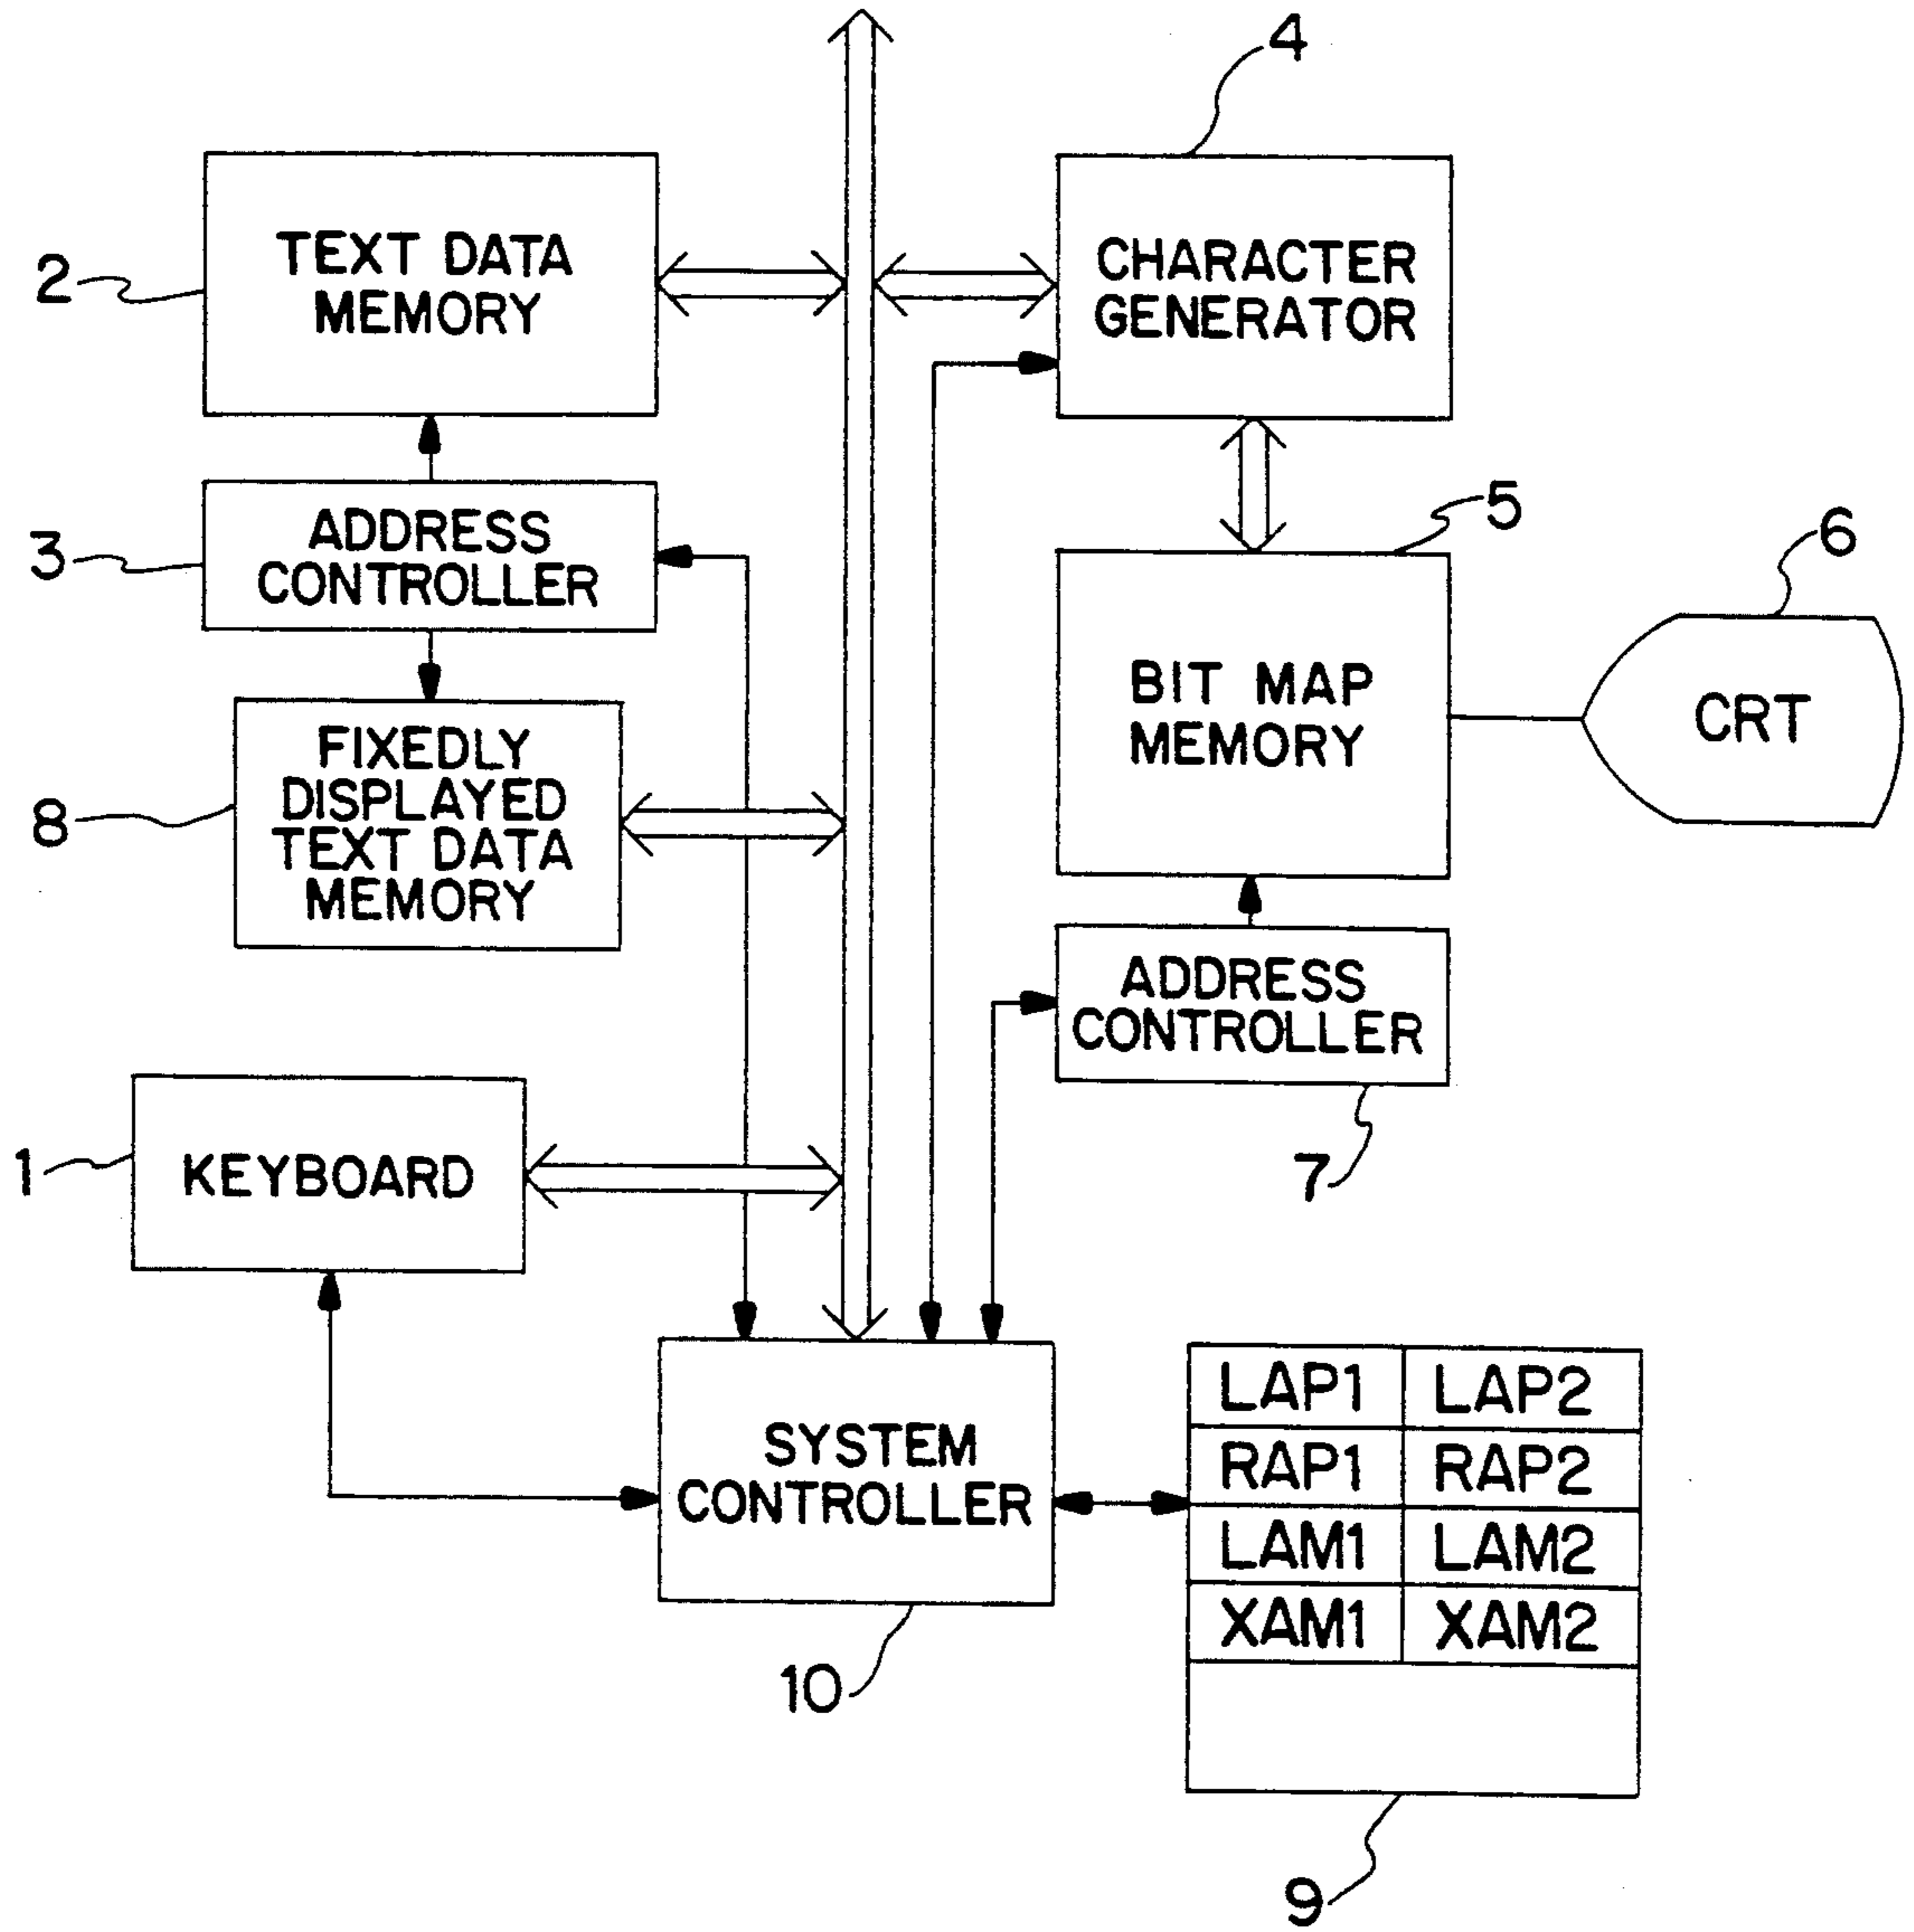 4
TEXT DATA
MEMORY
2
CHARACTER
GENERATOR
5
6
ADDRESS
CONTROLLER
3
BIT MAP
MEMORY
CRT
FIXEDLY
DISPLAYED
TEXT DATA
MEMORY
8
ADDRESS
CONTROLLER
7
KEYBOARD
1
SYSTEM
CONTROLLER
10
LAP1 LAP2
RAP1 RAP2
LAM1 LAM2
XAM1 XAM2
9